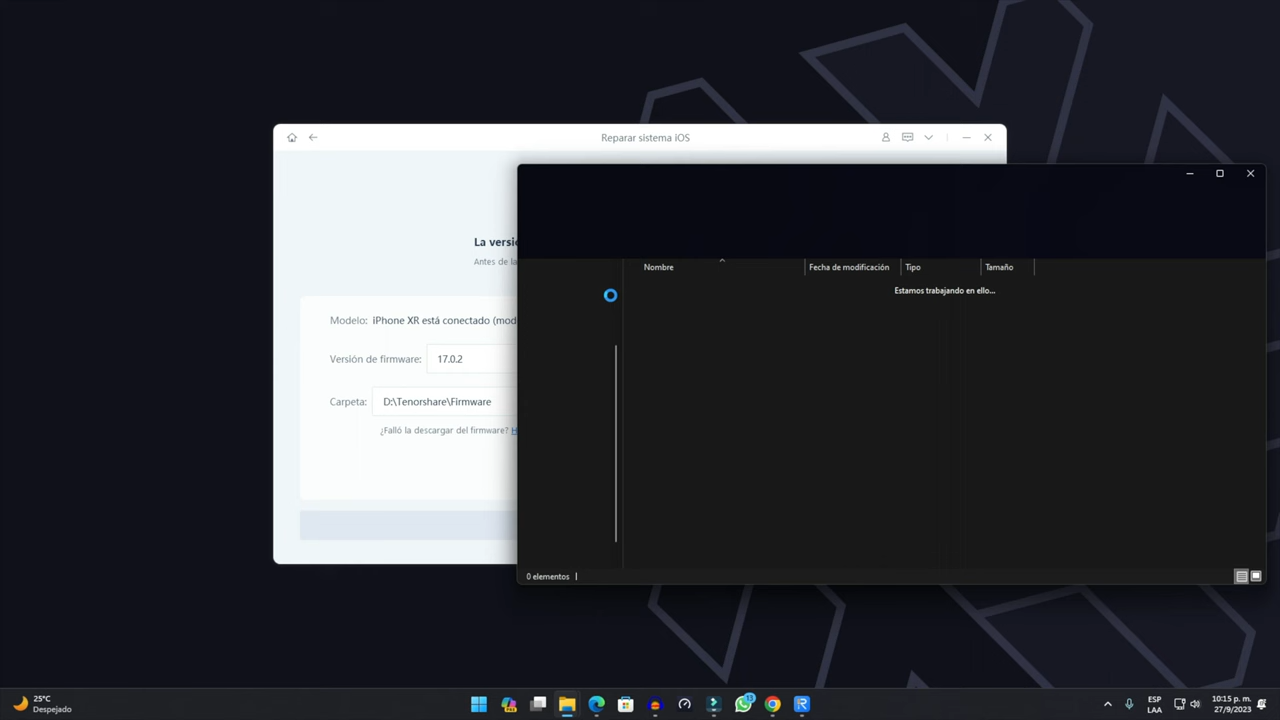 Reparar sistema iOS
La versi
Antes de la
Modelo: iPhone XR está conectado (mod
Versión de firmware: 17.0.2
Carpeta: D:\Tenorshare\Firmware
¿Falló la descargar del firmware? H
Nombre Fecha de modificación Tipo Tamaño
Estamos trabajando en ello...
0 elementos
25°C
Despejado
PRE
13
ESP
LAA
10:15 p. m.
27/9/2023